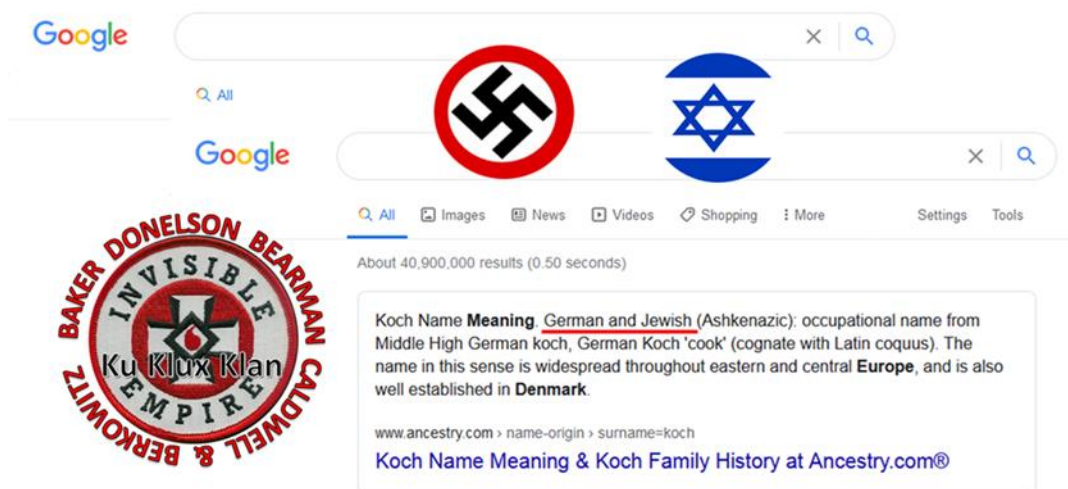 Google
All
Google
All Images News Videos Shopping More Settings Tools
About 40,900,000 results (0.50 seconds)
Koch Name Meaning. German and Jewish (Ashkenazic): occupational name from
Middle High German koch, German Koch 'cook' (cognate with Latin coquus). The
name in this sense is widespread throughout eastern and central Europe, and is also
well established in Denmark.
www.ancestry.com › name-origin › surname=koch
Koch Name Meaning & Koch Family History at Ancestry.com®
BAKER DONELSON BEARMAN CALDWELL & BERKOWITZ
INVISIBLE
Ku Klux Klan
EMPIRE